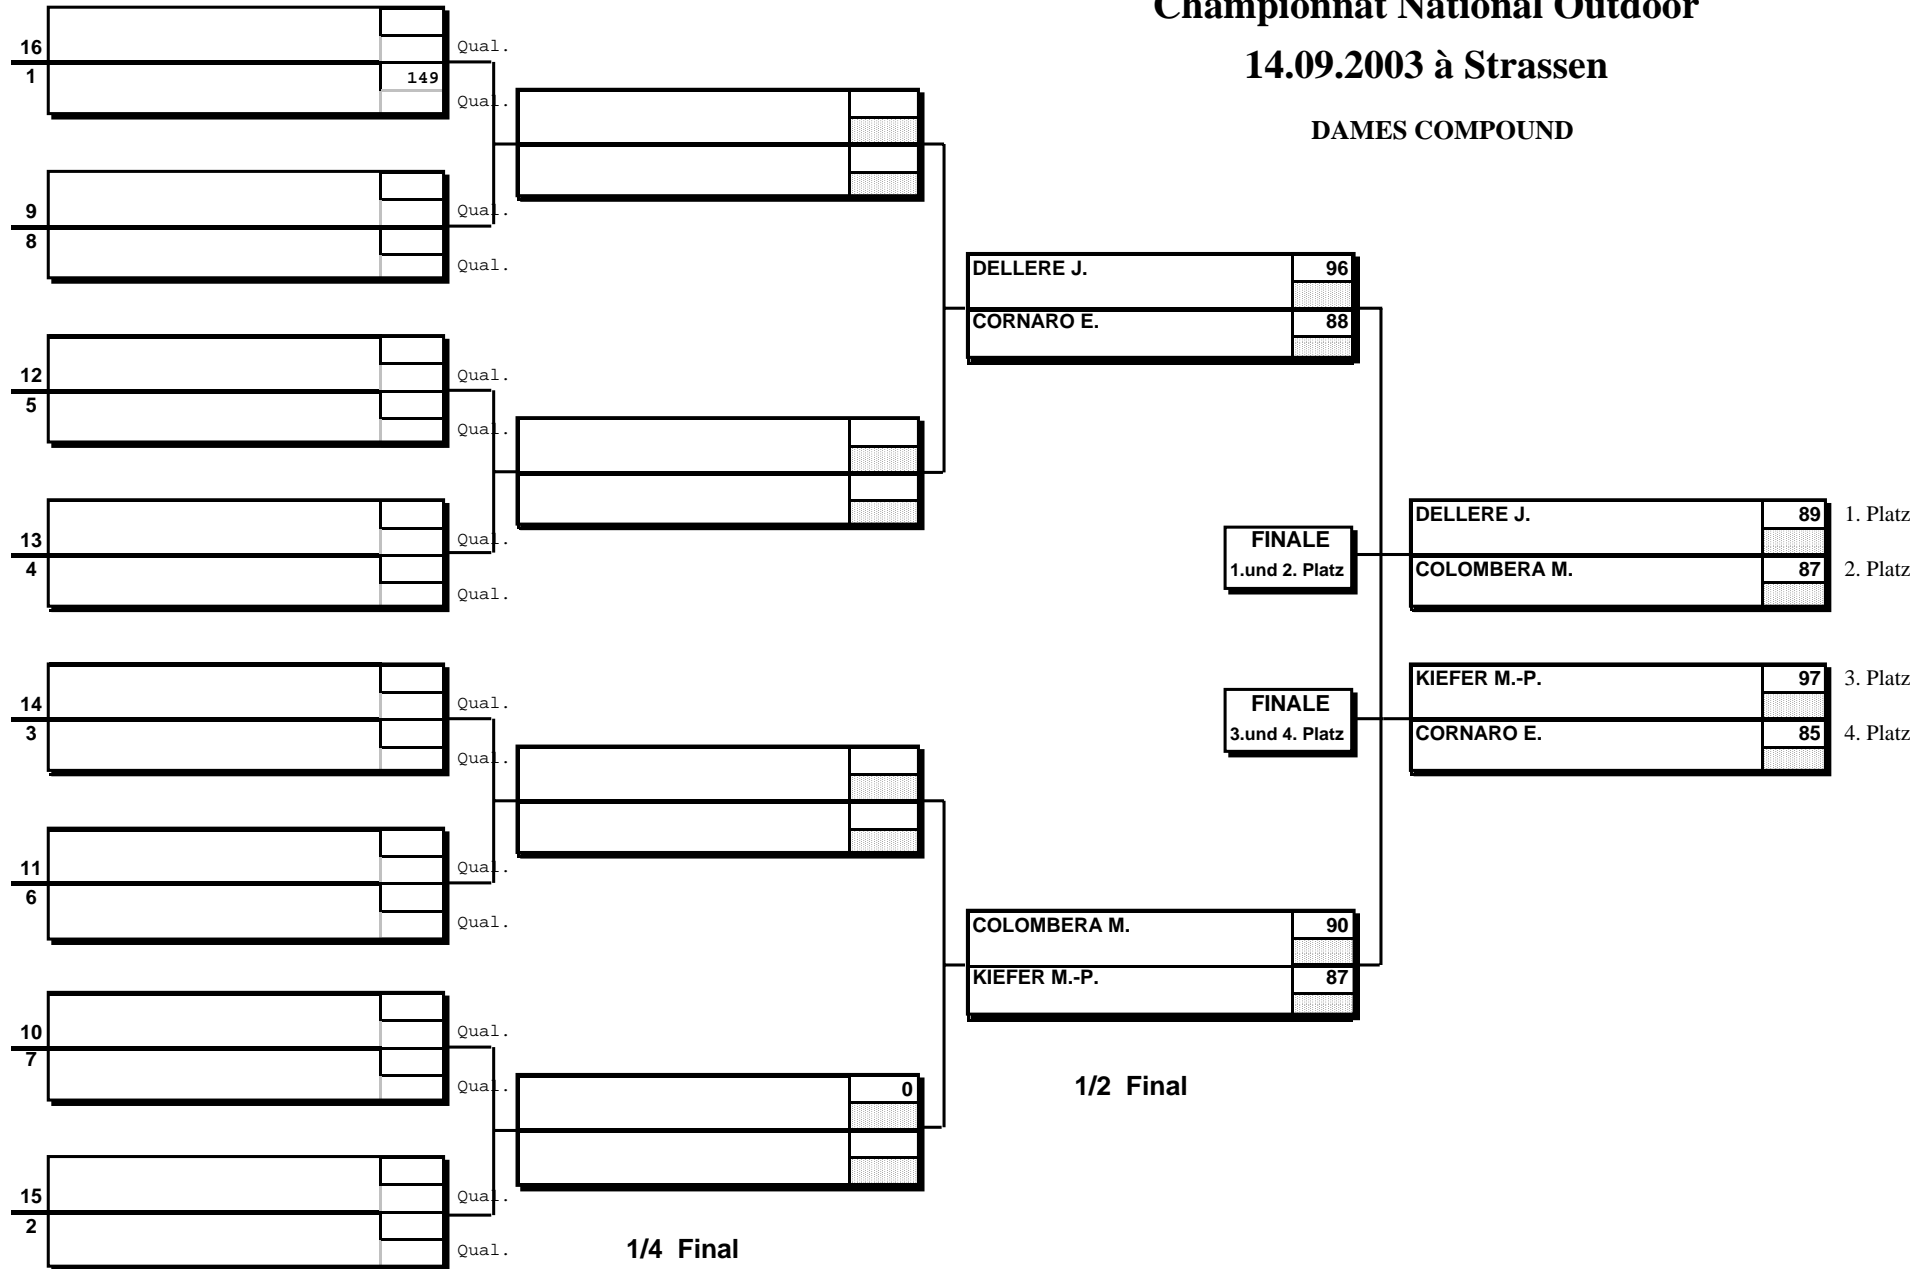 Championnat National Outdoor
14.09.2003 à Strassen
DAMES COMPOUND
16
Qual.
1
149
Qual.
9
Qual.
8
Qual.
12
Qual.
5
Qual.
13
Qual.
4
Qual.
14
Qual.
3
Qual.
11
Qual.
6
Qual.
10
Qual.
7
Qual.
15
Qual.
2
Qual.
0
1/4 Final
DELLERE J. 96
CORNARO E. 88
COLOMBERA M. 90
KIEFER M.-P. 87
1/2 Final
FINALE
1.und 2. Platz
DELLERE J. 89 1. Platz
COLOMBERA M. 87 2. Platz
FINALE
3.und 4. Platz
KIEFER M.-P. 97 3. Platz
CORNARO E. 85 4. Platz